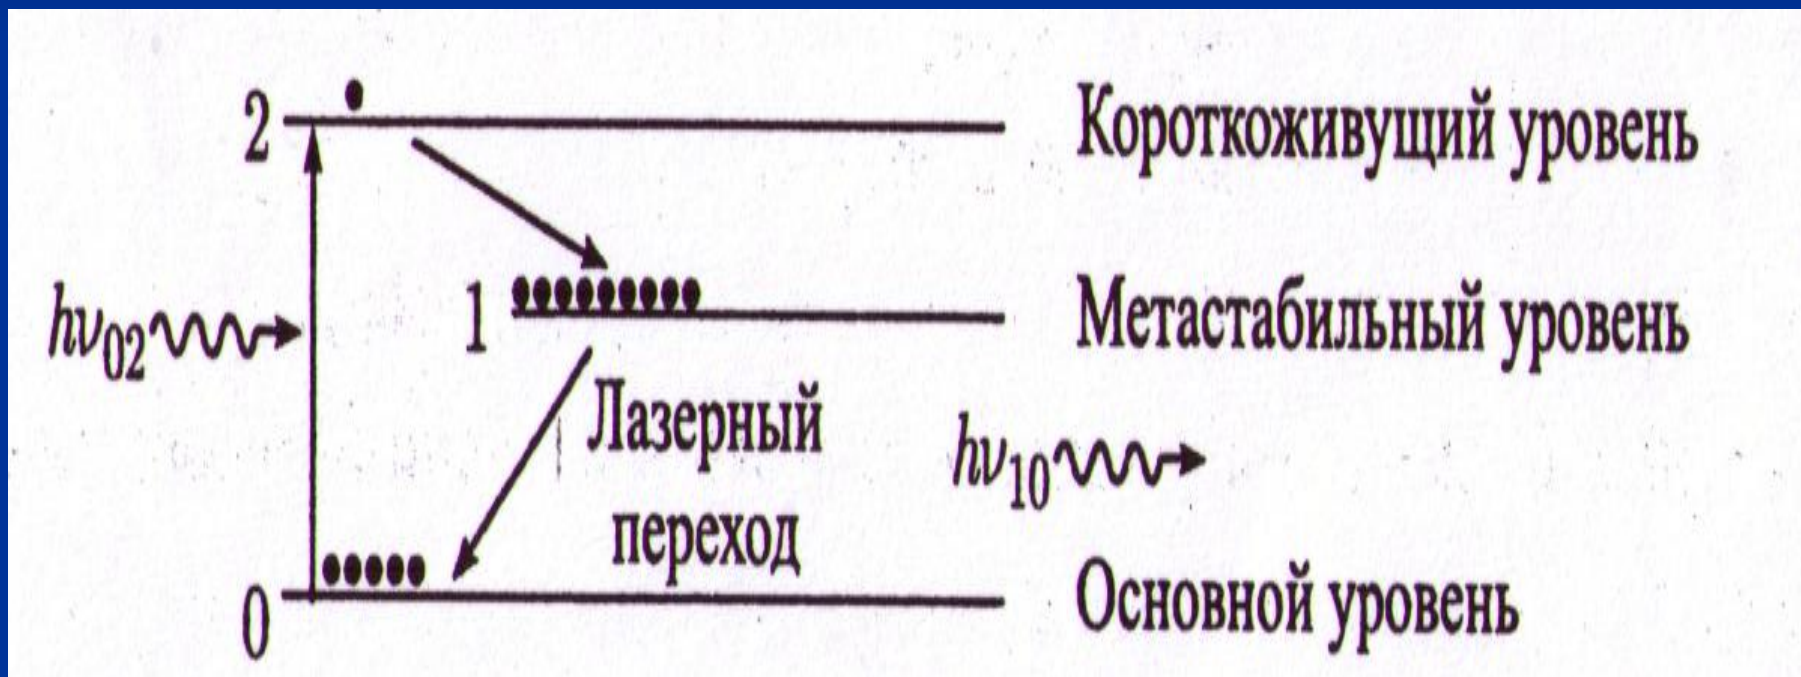 2
Короткоживущий уровень
hν₀₂
1
Метастабильный уровень
Лазерный
переход
hν₁₀
0
Основной уровень